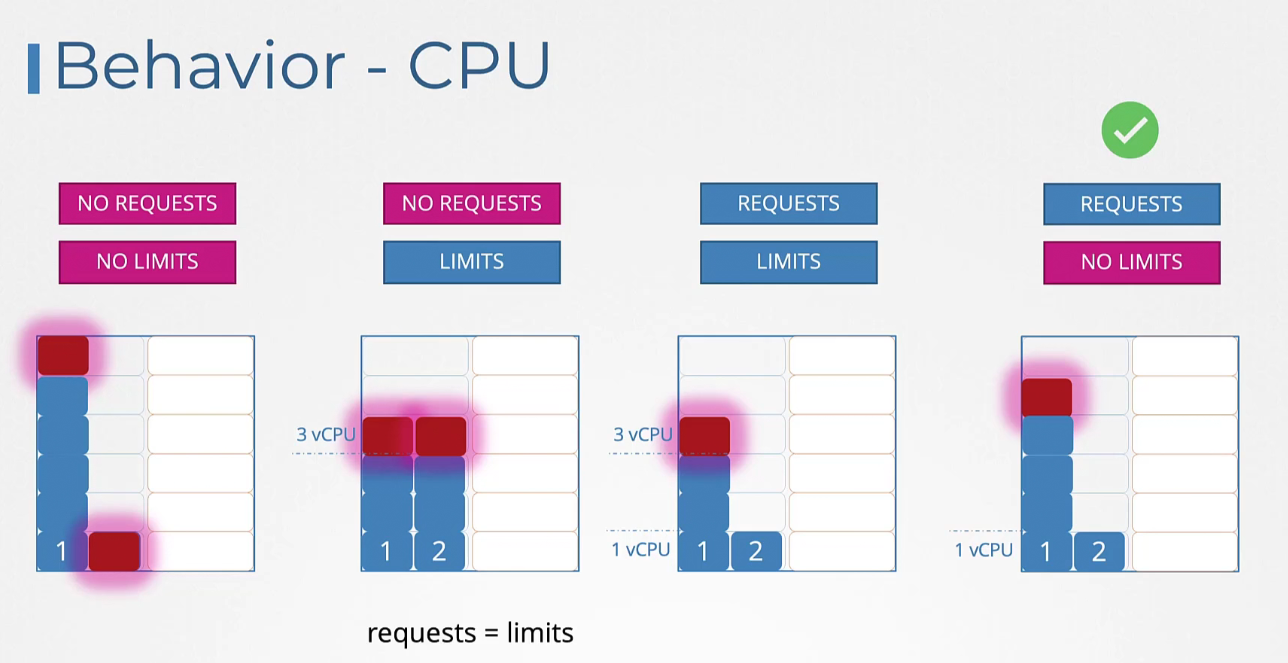 Behavior - CPU
NO REQUESTS
NO LIMITS
NO REQUESTS
LIMITS
REQUESTS
LIMITS
REQUESTS
NO LIMITS
1
3 vCPU
1 2
3 vCPU
1 vCPU
1 2
1 vCPU
1 2
requests = limits